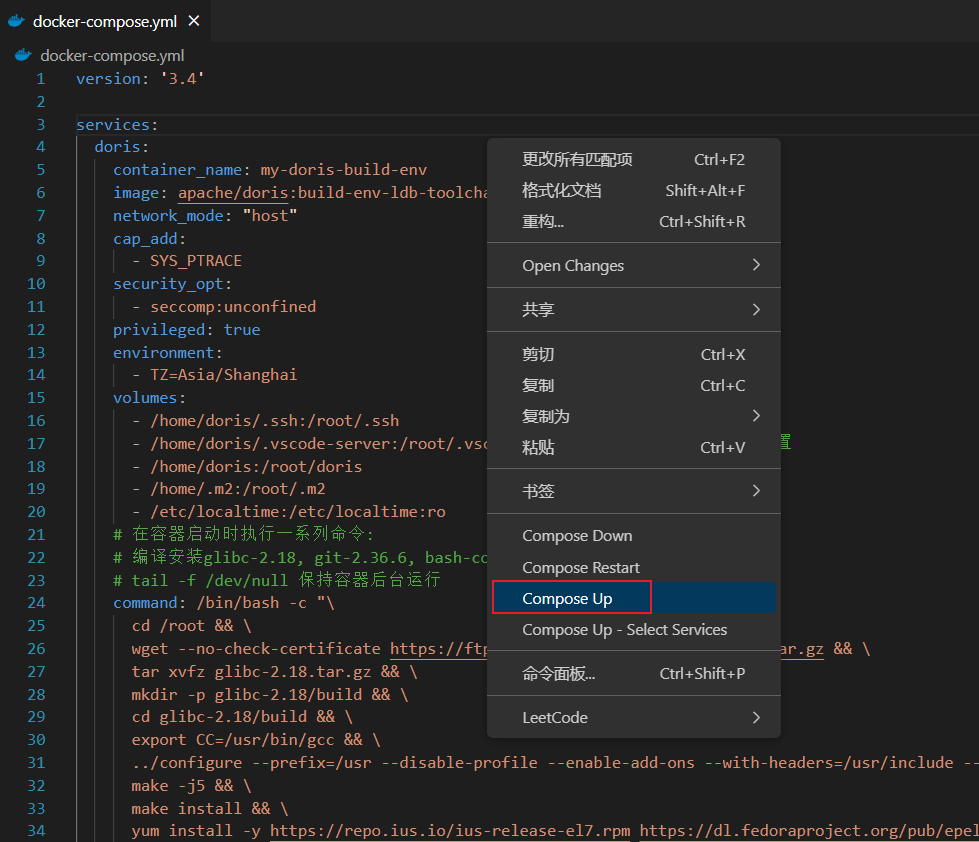 docker-compose.yml ×
docker-compose.yml
1 version: '3.4'
2
3 services:
4 doris:
5 container_name: my-doris-build-env
6 image: apache/doris:build-env-ldb-toolcha
7 network_mode: "host"
8 cap_add:
9 - SYS_PTRACE
10 security_opt:
11 - seccomp:unconfined
12 privileged: true
13 environment:
14 - TZ=Asia/Shanghai
15 volumes:
16 - /home/doris/.ssh:/root/.ssh
17 - /home/doris/.vscode-server:/root/.vsc 置
18 - /home/doris:/root/doris
19 - /home/.m2:/root/.m2
20 - /etc/localtime:/etc/localtime:ro
21 # 在容器启动时执行一系列命令:
22 # 编译安装glibc-2.18, git-2.36.6, bash-co
23 # tail -f /dev/null 保持容器后台运行
24 command: /bin/bash -c "\
25 cd /root && \
26 wget --no-check-certificate https://ftp ar.gz && \
27 tar xvfz glibc-2.18.tar.gz && \
28 mkdir -p glibc-2.18/build && \
29 cd glibc-2.18/build && \
30 export CC=/usr/bin/gcc && \
31 ../configure --prefix=/usr --disable-profile --enable-add-ons --with-headers=/usr/include --
32 make -j5 && \
33 make install && \
34 yum install -y https://repo.ius.io/ius-release-el7.rpm https://dl.fedoraproject.org/pub/epel
更改所有匹配项 Ctrl+F2
格式化文档 Shift+Alt+F
重构... Ctrl+Shift+R
Open Changes
共享
剪切 Ctrl+X
复制 Ctrl+C
复制为
粘贴 Ctrl+V
书签
Compose Down
Compose Restart
Compose Up
Compose Up - Select Services
命令面板... Ctrl+Shift+P
LeetCode